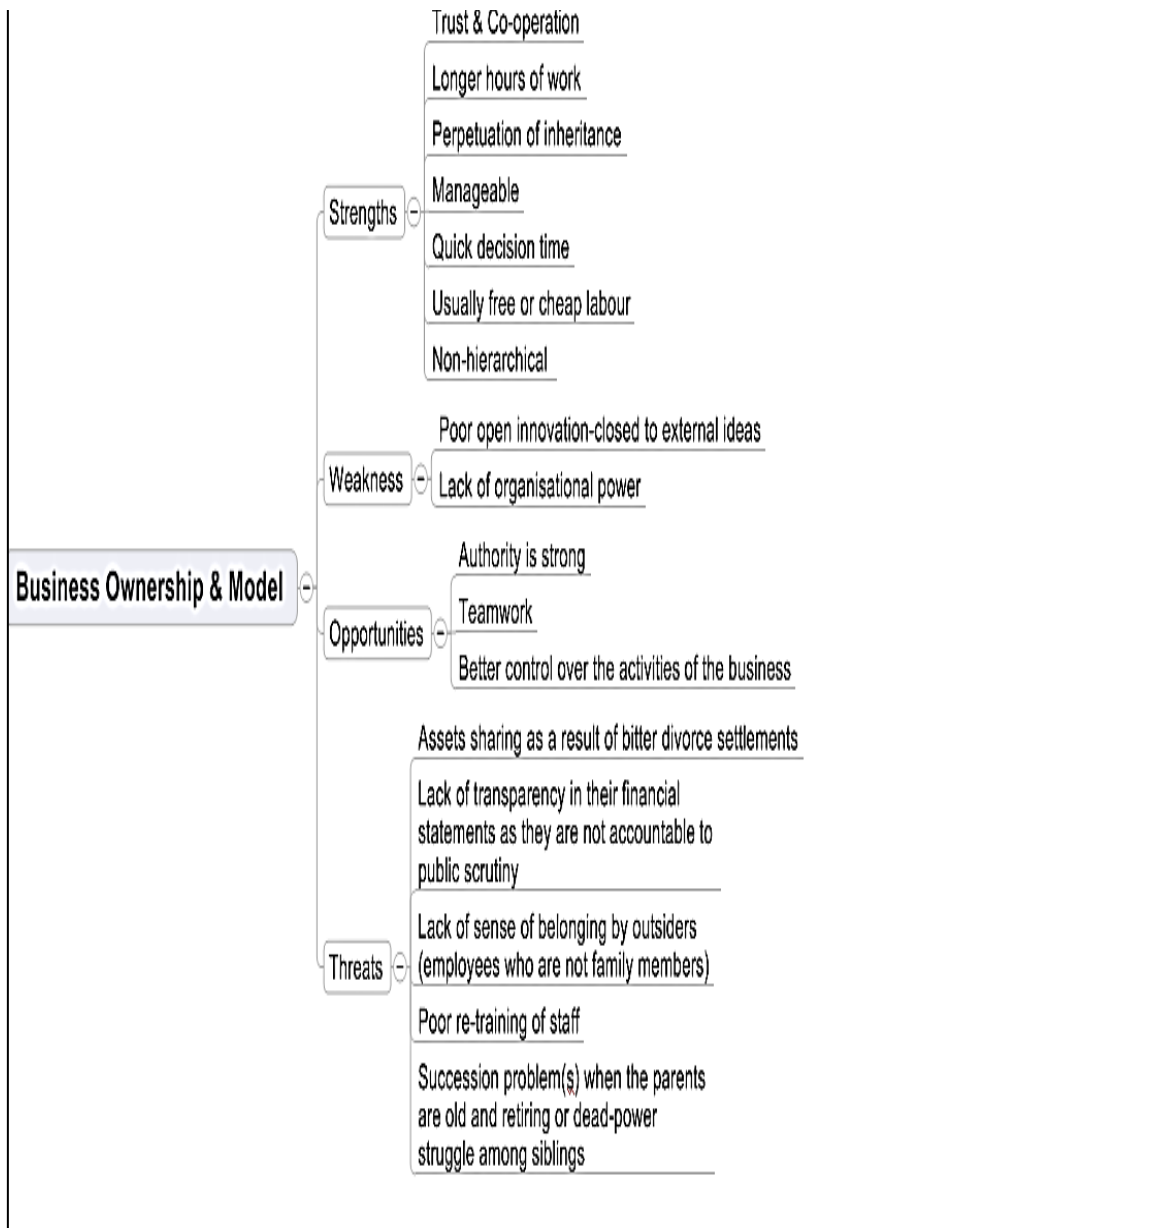 Trust & Co-operation
Longer hours of work
Perpetuation of inheritance
Manageable
Strengths
Quick decision time
Usually free or cheap labour
Non-hierarchical
Poor open innovation-closed to external ideas
Weakness
Lack of organisational power
Business Ownership & Model
Authority is strong
Teamwork
Opportunities
Better control over the activities of the business
Assets sharing as a result of bitter divorce settlements
Lack of transparency in their financial
statements as they are not accountable to
public scrutiny
Lack of sense of belonging by outsiders
(employees who are not family members)
Threats
Poor re-training of staff
Succession problem(s) when the parents
are old and retiring or dead-power
struggle among siblings